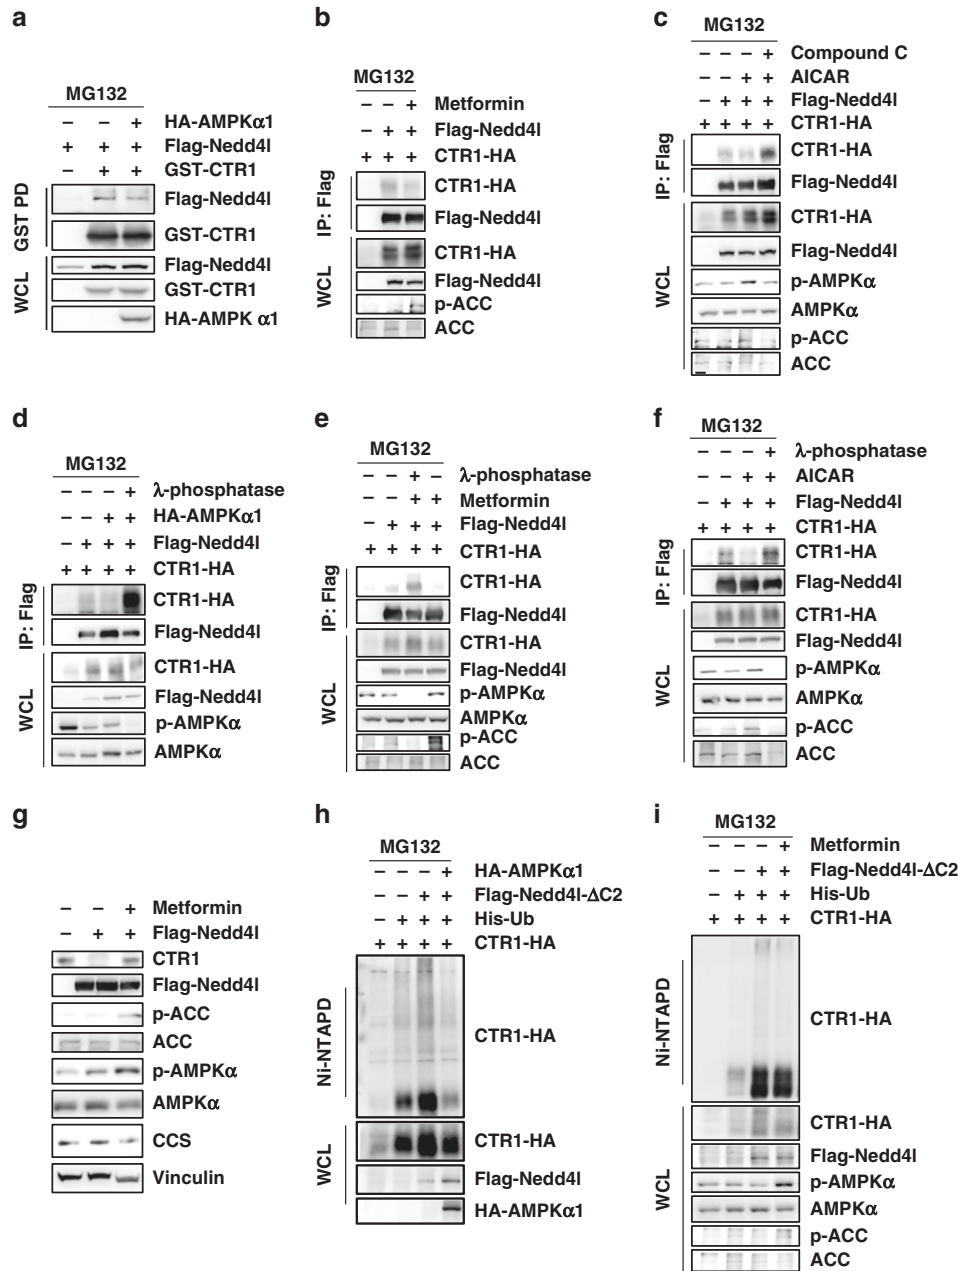 a
MG132
– – + HA-AMPKα1
+ + + Flag-Nedd4l
– + + GST-CTR1
GST PD
Flag-Nedd4l
GST-CTR1
WCL
Flag-Nedd4l
GST-CTR1
HA-AMPK α1
b
MG132
– – + Metformin
– + + Flag-Nedd4l
+ + + CTR1-HA
IP: Flag
CTR1-HA
Flag-Nedd4l
WCL
CTR1-HA
Flag-Nedd4l
p-ACC
ACC
c
MG132
– – – + Compound C
– – + + AICAR
– + + + Flag-Nedd4l
+ + + + CTR1-HA
IP: Flag
CTR1-HA
Flag-Nedd4l
WCL
CTR1-HA
Flag-Nedd4l
p-AMPKα
AMPKα
p-ACC
ACC
d
MG132
– – – + λ-phosphatase
– – + + HA-AMPKα1
– + + + Flag-Nedd4l
+ + + + CTR1-HA
IP: Flag
CTR1-HA
Flag-Nedd4l
WCL
CTR1-HA
Flag-Nedd4l
p-AMPKα
AMPKα
e
MG132
– – + – λ-phosphatase
– – + + Metformin
– + + + Flag-Nedd4l
+ + + + CTR1-HA
IP: Flag
CTR1-HA
Flag-Nedd4l
WCL
CTR1-HA
Flag-Nedd4l
p-AMPKα
AMPKα
p-ACC
ACC
f
MG132
– – – + λ-phosphatase
– – + + AICAR
– + + + Flag-Nedd4l
+ + + + CTR1-HA
IP: Flag
CTR1-HA
Flag-Nedd4l
WCL
CTR1-HA
Flag-Nedd4l
p-AMPKα
AMPKα
p-ACC
ACC
g
– – + Metformin
– + + Flag-Nedd4l
CTR1
Flag-Nedd4l
p-ACC
ACC
p-AMPKα
AMPKα
CCS
Vinculin
h
MG132
– – – + HA-AMPKα1
– – + + Flag-Nedd4l-ΔC2
– + + + His-Ub
+ + + + CTR1-HA
Ni-NTAPD
CTR1-HA
WCL
CTR1-HA
Flag-Nedd4l
HA-AMPKα1
i
MG132
– – – + Metformin
– – + + Flag-Nedd4l-ΔC2
– + + + His-Ub
+ + + + CTR1-HA
Ni-NTAPD
CTR1-HA
WCL
CTR1-HA
Flag-Nedd4l
p-AMPKα
AMPKα
p-ACC
ACC